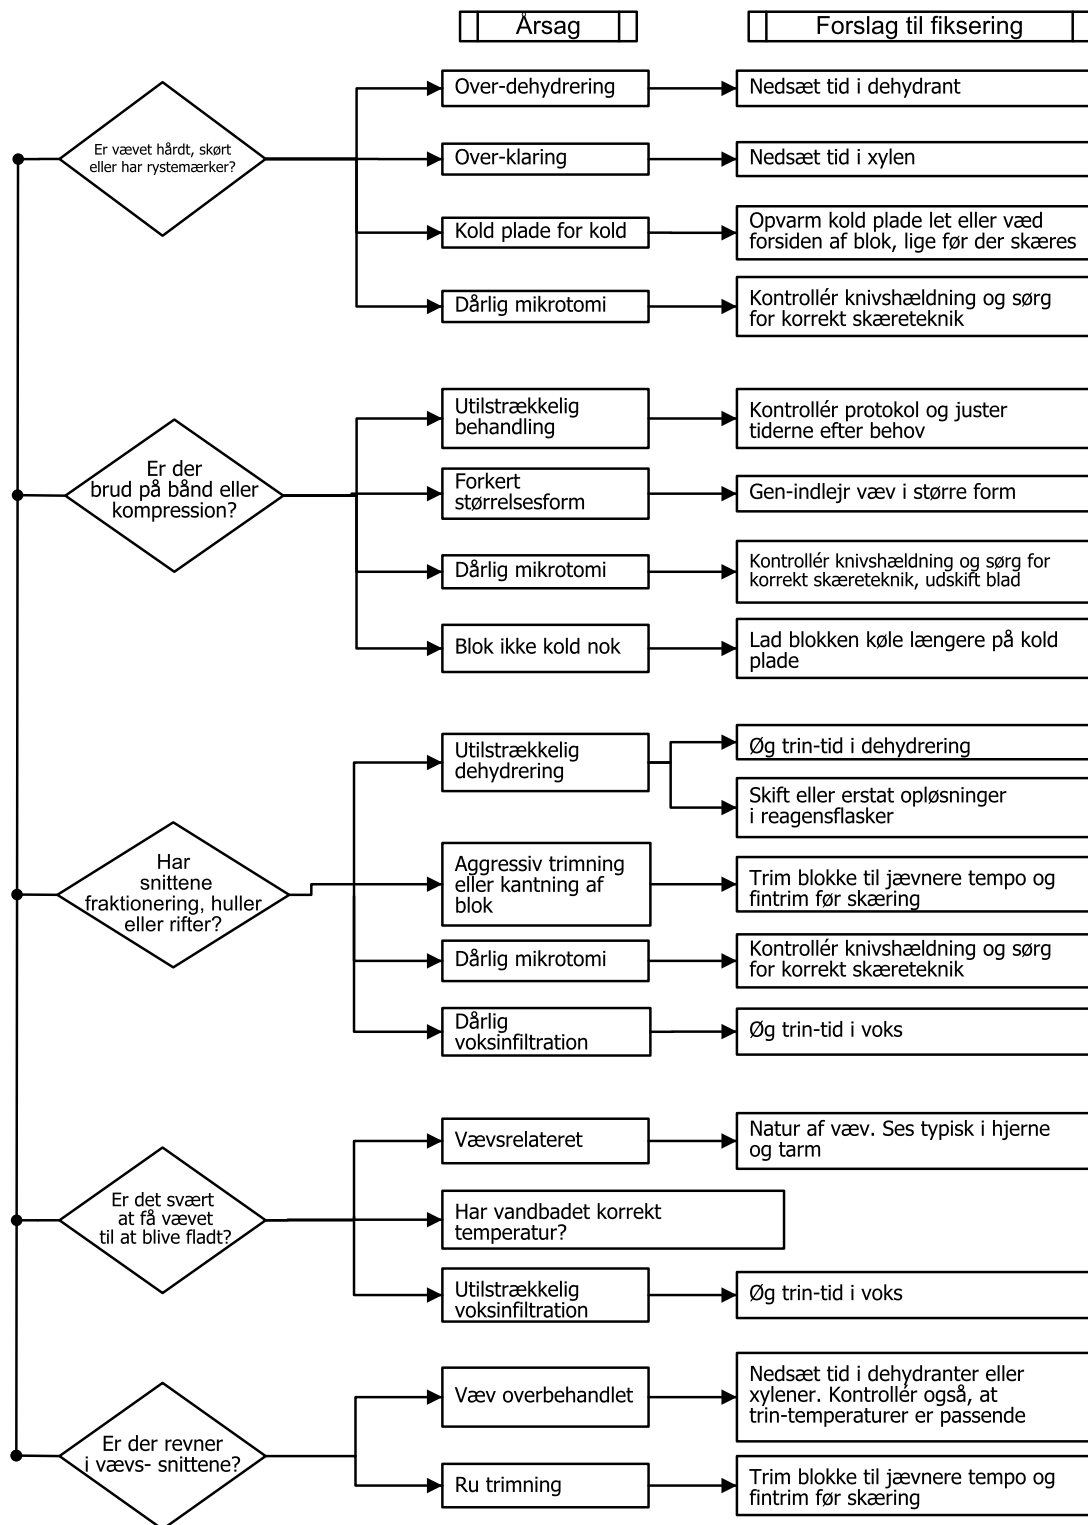 Årsag
Forslag til fiksering
Er vævet hårdt, skørt
eller har rystemærker?
Over-dehydrering
Nedsæt tid i dehydrant
Over-klaring
Nedsæt tid i xylen
Kold plade for kold
Opvarm kold plade let eller væd
forsiden af blok, lige før der skæres
Dårlig mikrotomi
Kontrollér knivshældning og sørg
for korrekt skæreteknik
Er der
brud på bånd eller
kompression?
Utilstrækkelig
behandling
Kontrollér protokol og juster
tiderne efter behov
Forkert
størrelsesform
Gen-indlejr væv i større form
Dårlig mikrotomi
Kontrollér knivshældning og sørg for
korrekt skæreteknik, udskift blad
Blok ikke kold nok
Lad blokken køle længere på kold
plade
Har
snittene
fraktionering, huller
eller rifter?
Utilstrækkelig
dehydrering
Øg trin-tid i dehydrering
Skift eller erstat opløsninger
i reagensflasker
Aggressiv trimning
eller kantning af
blok
Trim blokke til jævnere tempo og
fintrim før skæring
Dårlig mikrotomi
Kontrollér knivshældning og sørg
for korrekt skæreteknik
Dårlig
voksinfiltration
Øg trin-tid i voks
Er det svært
at få vævet
til at blive fladt?
Vævsrelateret
Natur af væv. Ses typisk i hjerne
og tarm
Har vandbadet korrekt
temperatur?
Utilstrækkelig
voksinfiltration
Øg trin-tid i voks
Er der revner
i vævs- snittene?
Væv overbehandlet
Nedsæt tid i dehydranter eller
xylener. Kontrollér også, at
trin-temperaturer er passende
Ru trimning
Trim blokke til jævnere tempo og
fintrim før skæring